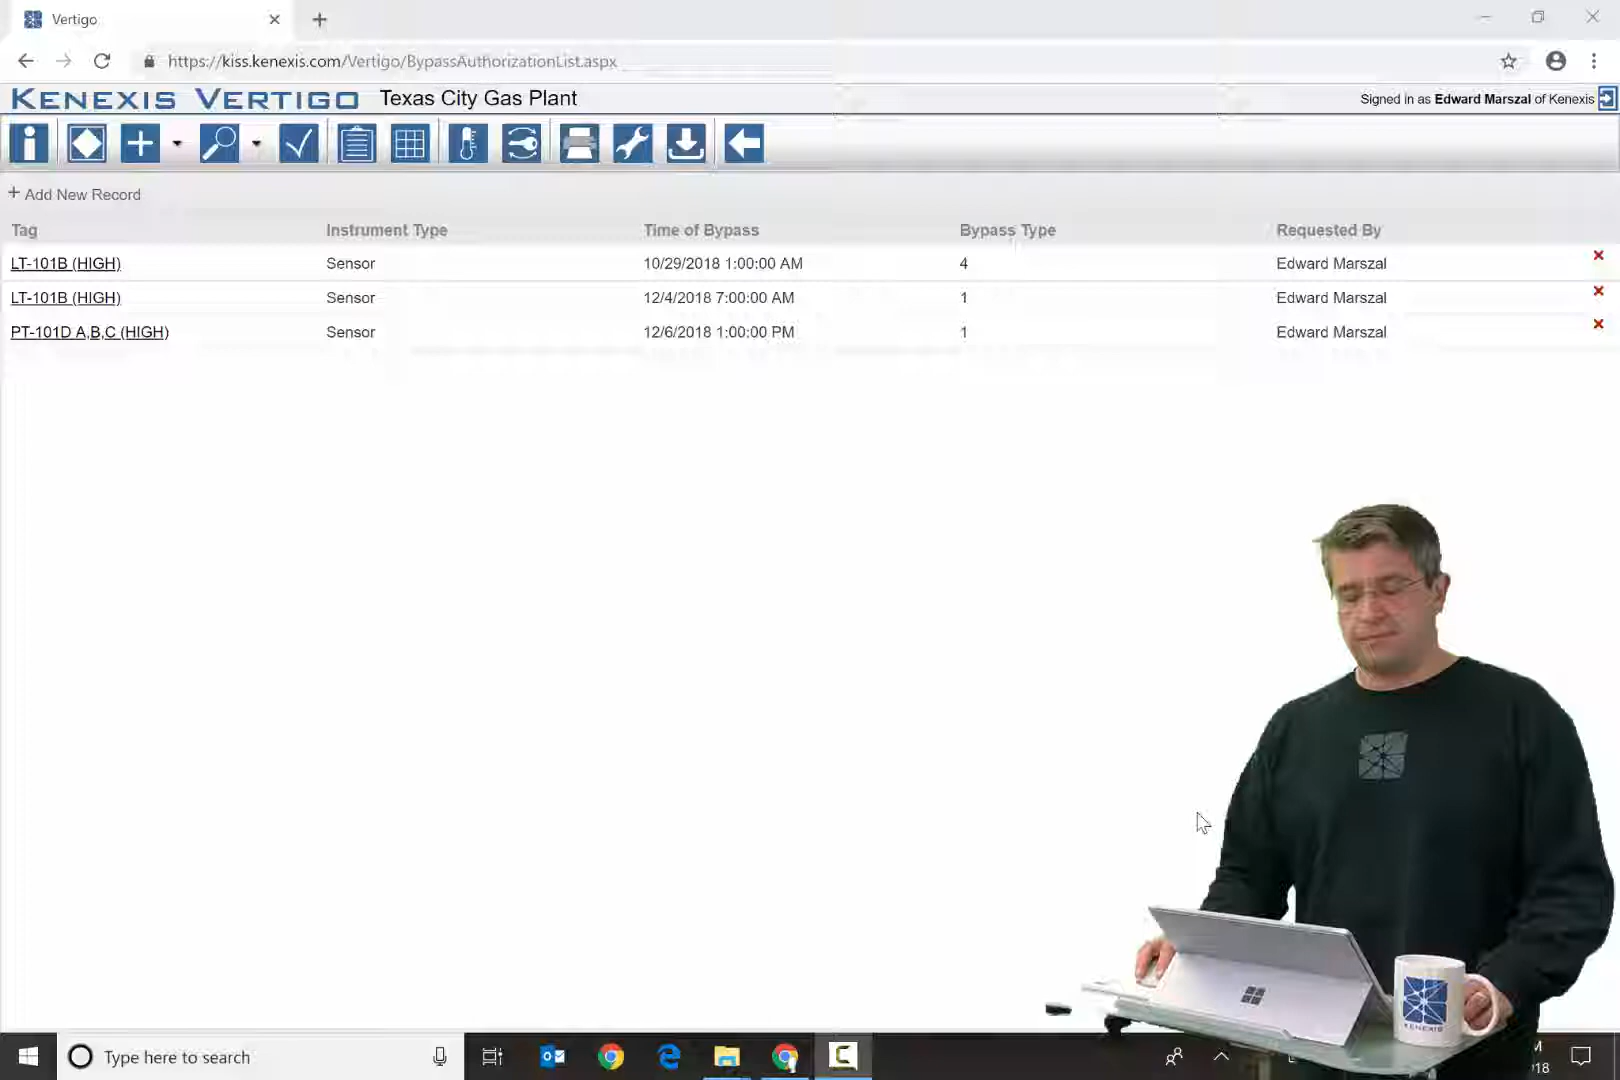 Vertigo
https://kiss.kenexis.com/Vertigo/BypassAuthorizationList.aspx
KENEXIS VERTIGO Texas City Gas Plant
Signed in as Edward Marszal of Kenexis
+ Add New Record
Tag Instrument Type Time of Bypass Bypass Type Requested By
LT-101B (HIGH) Sensor 10/29/2018 1:00:00 AM 4 Edward Marszal
LT-101B (HIGH) Sensor 12/4/2018 7:00:00 AM 1 Edward Marszal
PT-101D A,B,C (HIGH) Sensor 12/6/2018 1:00:00 PM 1 Edward Marszal
KENEXIS
Type here to search